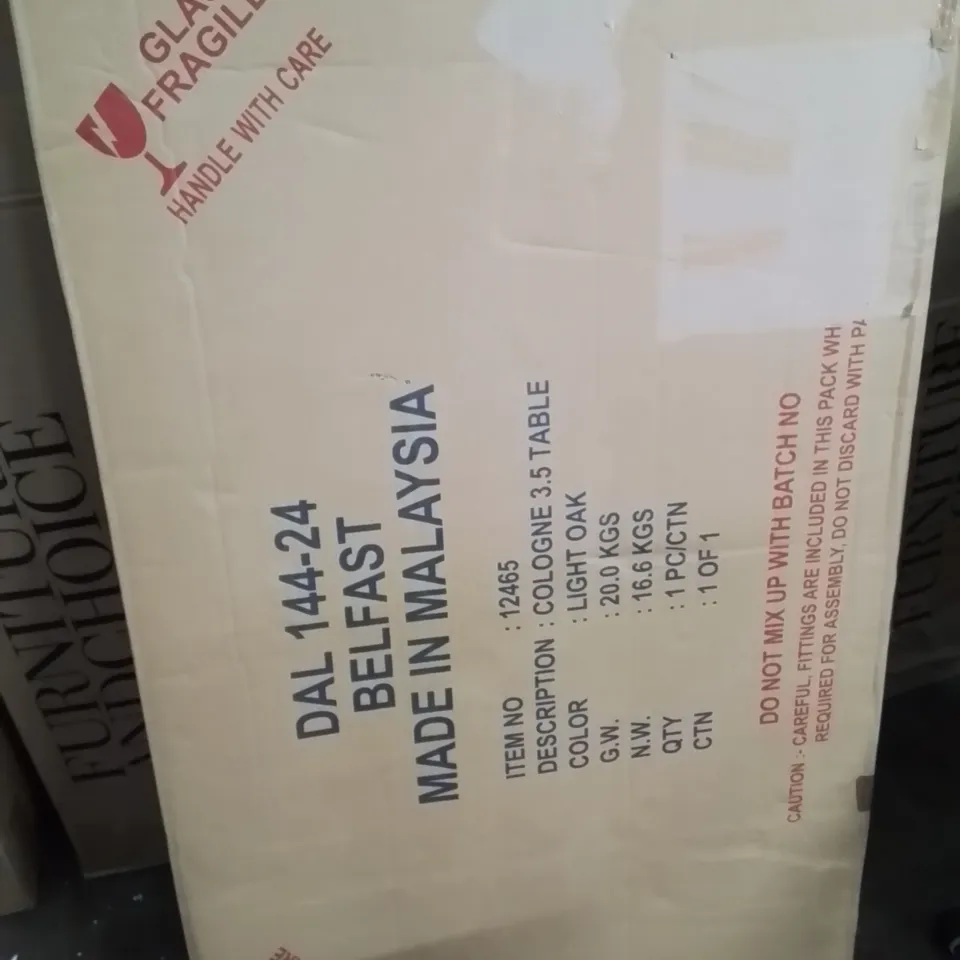 GLA
FRAGILE
HANDLE WITH CARE
DAL 144-24
BELFAST
MADE IN MALAYSIA
ITEM NO : 12465
DESCRIPTION : COLOGNE 3.5 TABLE
COLOR : LIGHT OAK
G.W. : 20.0 KGS
N.W. : 16.6 KGS
QTY : 1 PC/CTN
CTN : 1 OF 1
DO NOT MIX UP WITH BATCH NO
CAUTION :- CAREFUL, FITTINGS ARE INCLUDED IN THIS PACK WH
REQUIRED FOR ASSEMBLY, DO NOT DISCARD WITH PA
FURNITURE
CHOICE
FURNITURE